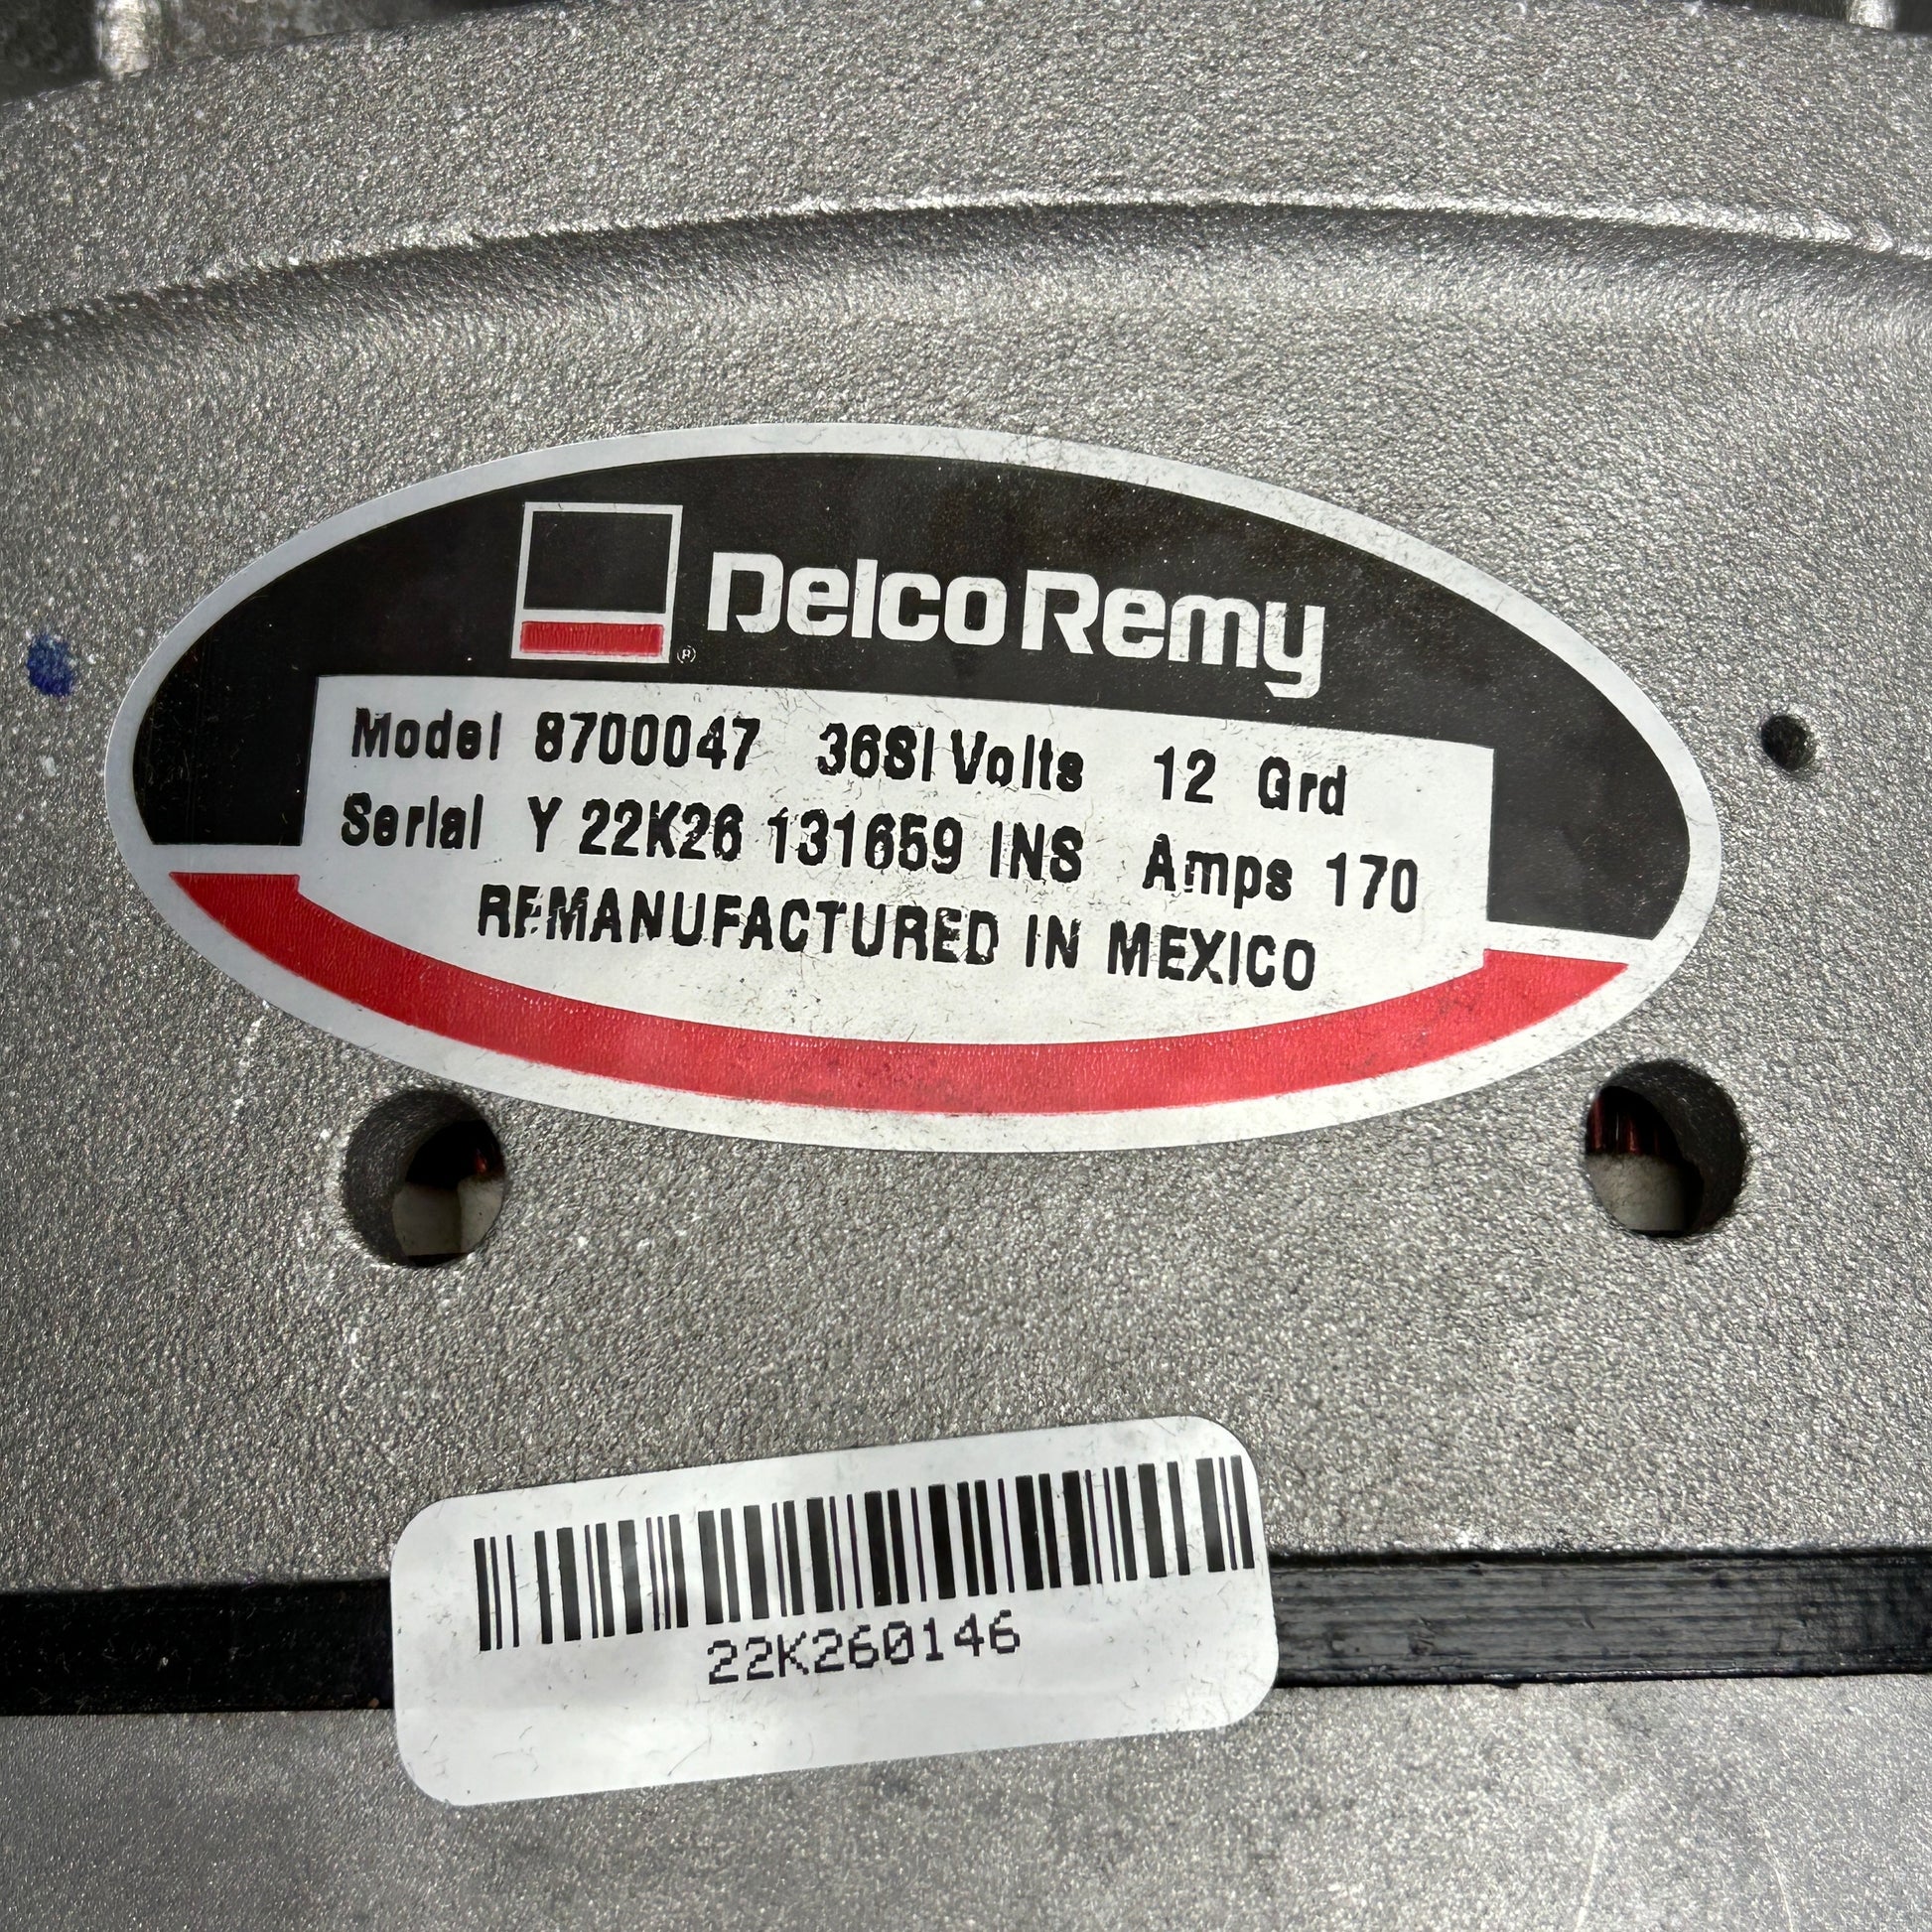 Delco Remy
®
Model 8700047 36SI Volts 12 Grd
Serial Y 22K26 131659 INS Amps 170
REMANUFACTURED IN MEXICO
22K260146